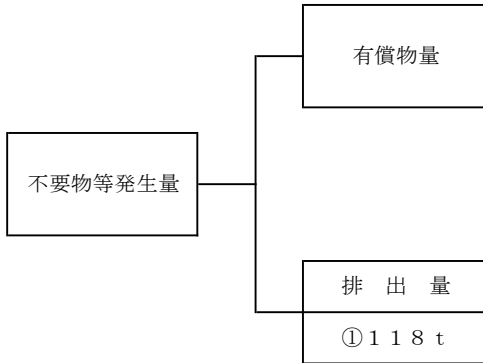 有償物量
不要物等発生量
排　出　量
①１１８ｔ